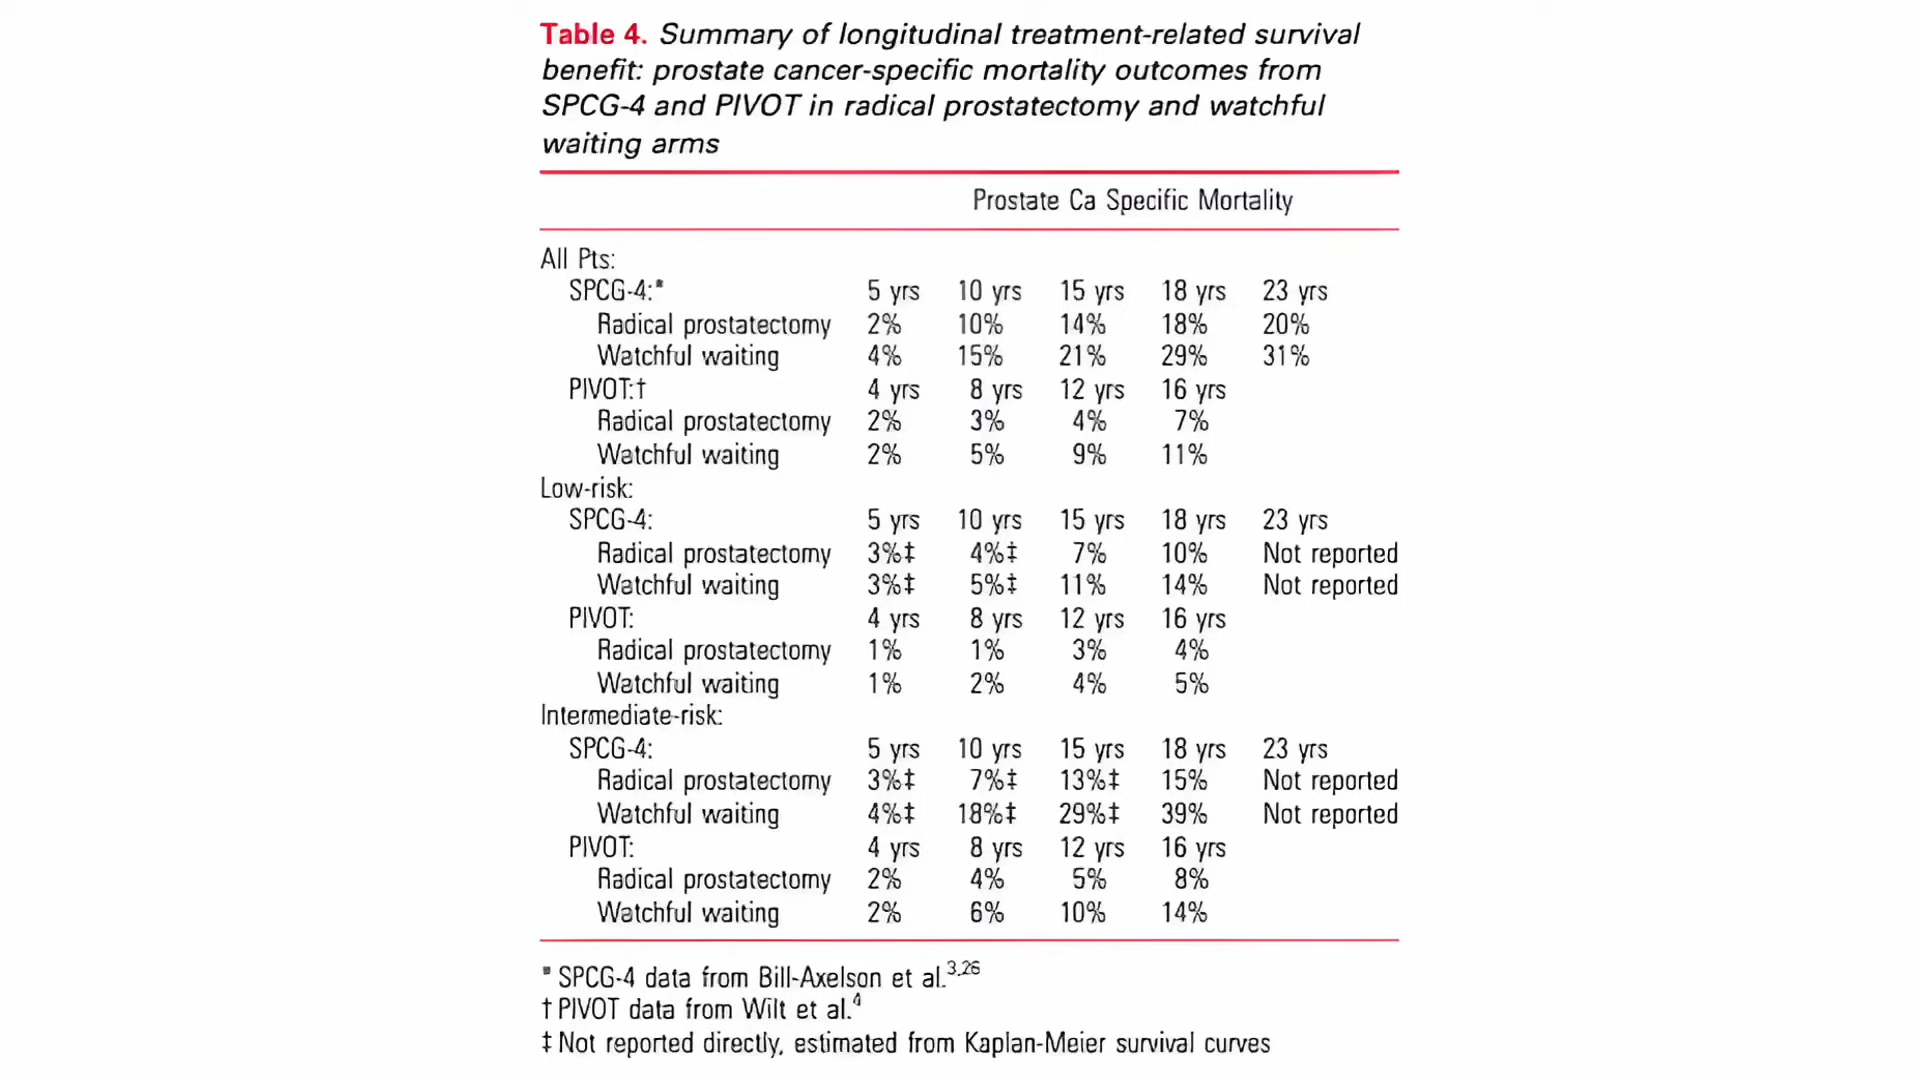 Table 4. Summary of longitudinal treatment-related survival
benefit: prostate cancer-specific mortality outcomes from
SPCG-4 and PIVOT in radical prostatectomy and watchful
waiting arms
Prostate Ca Specific Mortality
All Pts:
SPCG-4:* 5 yrs 10 yrs 15 yrs 18 yrs 23 yrs
Radical prostatectomy 2% 10% 14% 18% 20%
Watchful waiting 4% 15% 21% 29% 31%
PIVOT:† 4 yrs 8 yrs 12 yrs 16 yrs
Radical prostatectomy 2% 3% 4% 7%
Watchful waiting 2% 5% 9% 11%
Low-risk:
SPCG-4: 5 yrs 10 yrs 15 yrs 18 yrs 23 yrs
Radical prostatectomy 3%‡ 4%‡ 7% 10% Not reported
Watchful waiting 3%‡ 5%‡ 11% 14% Not reported
PIVOT: 4 yrs 8 yrs 12 yrs 16 yrs
Radical prostatectomy 1% 1% 3% 4%
Watchful waiting 1% 2% 4% 5%
Intermediate-risk:
SPCG-4: 5 yrs 10 yrs 15 yrs 18 yrs 23 yrs
Radical prostatectomy 3%‡ 7%‡ 13%‡ 15% Not reported
Watchful waiting 4%‡ 18%‡ 29%‡ 39% Not reported
PIVOT: 4 yrs 8 yrs 12 yrs 16 yrs
Radical prostatectomy 2% 4% 5% 8%
Watchful waiting 2% 6% 10% 14%
* SPCG-4 data from Bill-Axelson et al.3,26
† PIVOT data from Wilt et al.4
‡ Not reported directly, estimated from Kaplan-Meier survival curves